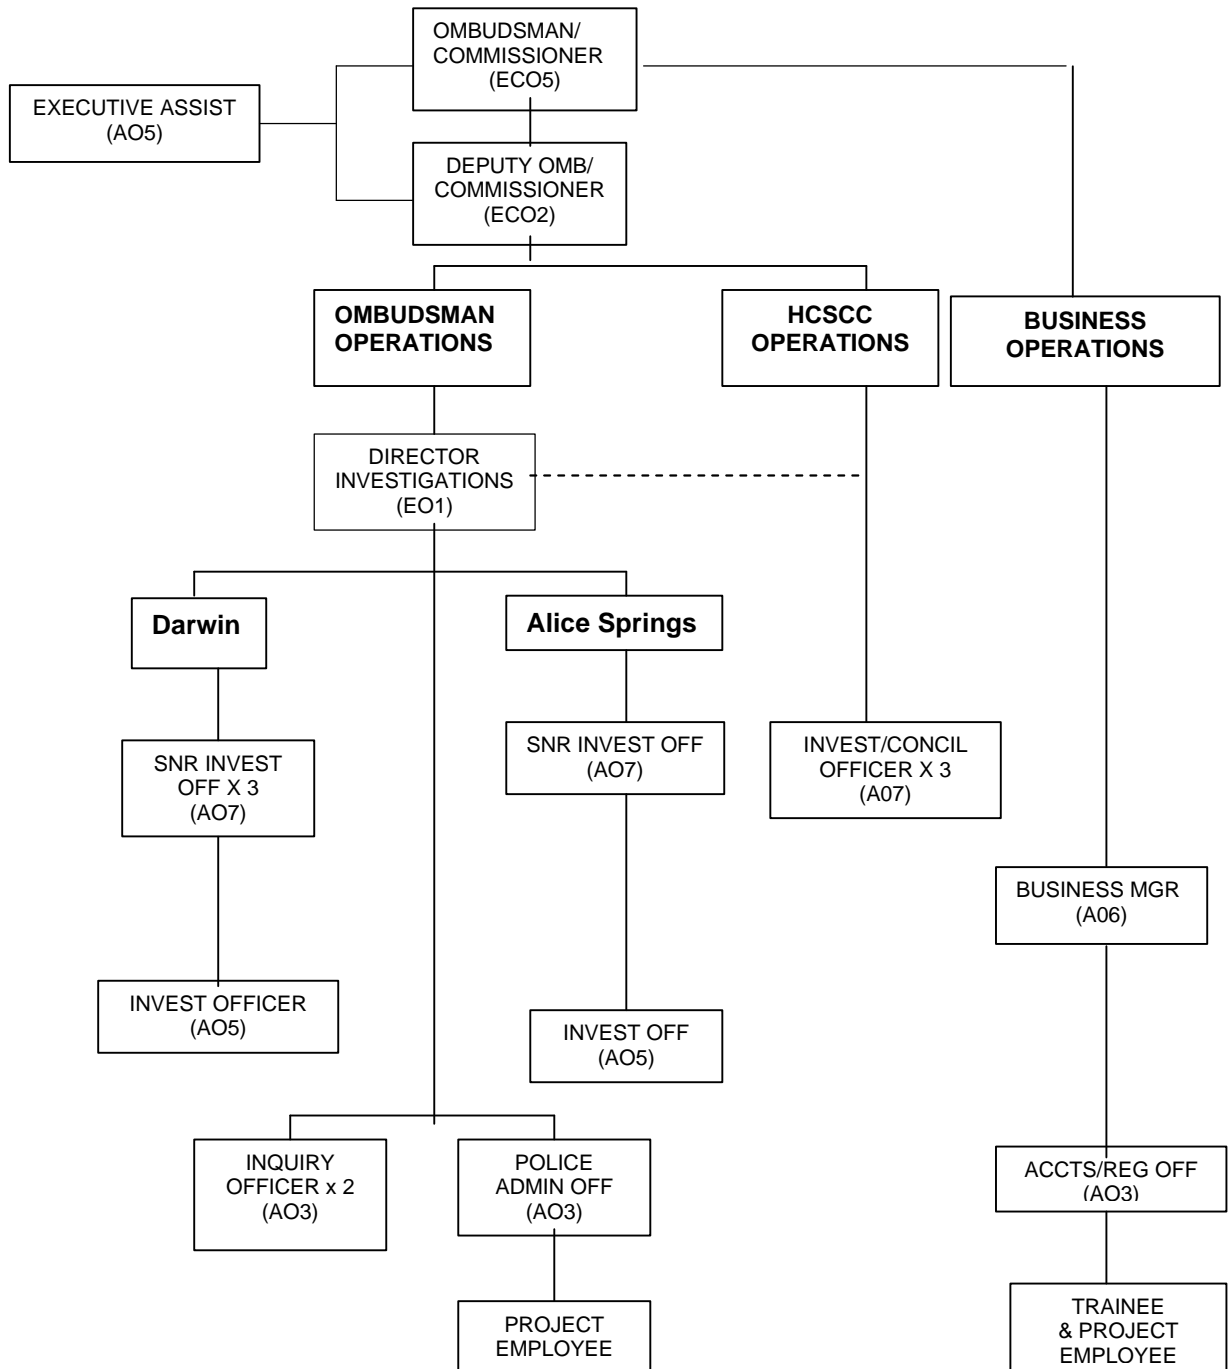 OMBUDSMAN/
COMMISSIONER
(ECO5)
EXECUTIVE ASSIST
(AO5)
DEPUTY OMB/
COMMISSIONER
(ECO2)
OMBUDSMAN
OPERATIONS
HCSCC
OPERATIONS
BUSINESS
OPERATIONS
DIRECTOR
INVESTIGATIONS
(EO1)
Darwin
Alice Springs
SNR INVEST
OFF X 3
(AO7)
SNR INVEST OFF
(AO7)
INVEST/CONCIL
OFFICER X 3
(A07)
BUSINESS MGR
(A06)
INVEST OFFICER
(AO5)
INVEST OFF
(AO5)
INQUIRY
OFFICER x 2
(AO3)
POLICE
ADMIN OFF
(AO3)
ACCTS/REG OFF
(AO3)
PROJECT
EMPLOYEE
TRAINEE
& PROJECT
EMPLOYEE